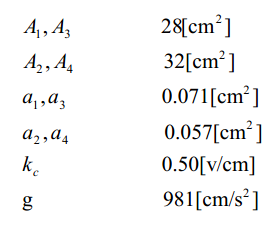 A₁, A₃ 28[cm²]
A₂, A₄ 32[cm²]
a₁, a₃ 0.071[cm²]
a₂, a₄ 0.057[cm²]
k_c 0.50[v/cm]
g 981[cm/s²]